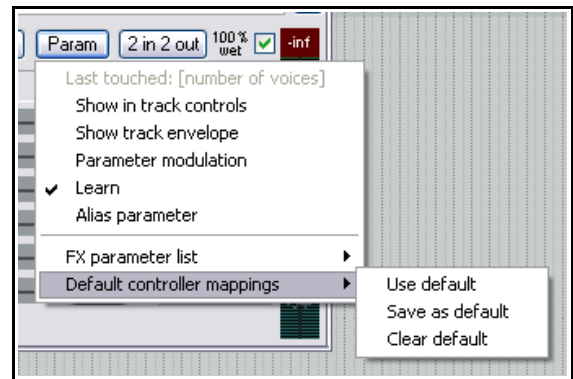 Param
2 in 2 out
100 %
wet
-inf
Last touched: [number of voices]
Show in track controls
Show track envelope
Parameter modulation
Learn
Alias parameter
FX parameter list
Default controller mappings
Use default
Save as default
Clear default